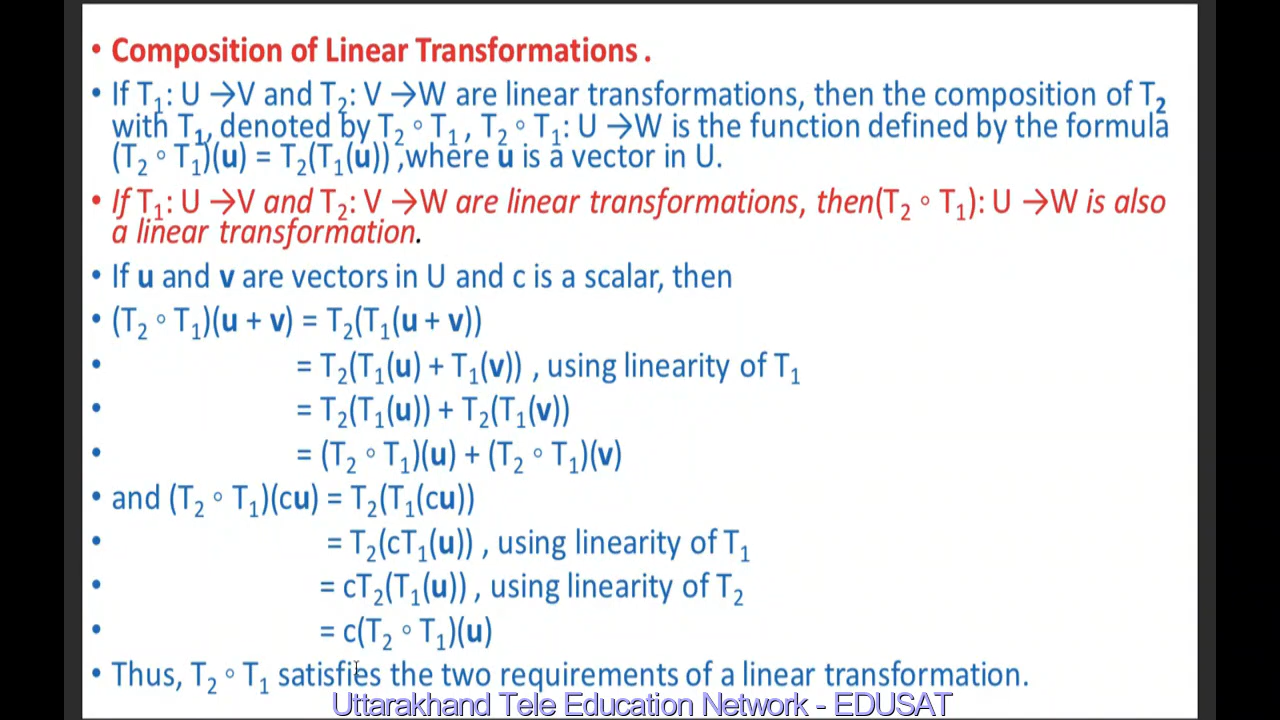 • Composition of Linear Transformations .
• If T₁: U →V and T₂: V →W are linear transformations, then the composition of T₂
with T₁, denoted by T₂ ∘ T₁ , T₂ ∘ T₁: U →W is the function defined by the formula
(T₂ ∘ T₁)(u) = T₂(T₁(u)) ,where u is a vector in U.
• If T₁: U →V and T₂: V →W are linear transformations, then(T₂ ∘ T₁): U →W is also
a linear transformation.
• If u and v are vectors in U and c is a scalar, then
• (T₂ ∘ T₁)(u + v) = T₂(T₁(u + v))
• = T₂(T₁(u) + T₁(v)) , using linearity of T₁
• = T₂(T₁(u)) + T₂(T₁(v))
• = (T₂ ∘ T₁)(u) + (T₂ ∘ T₁)(v)
• and (T₂ ∘ T₁)(cu) = T₂(T₁(cu))
• = T₂(cT₁(u)) , using linearity of T₁
• = cT₂(T₁(u)) , using linearity of T₂
• = c(T₂ ∘ T₁)(u)
• Thus, T₂ ∘ T₁ satisfies the two requirements of a linear transformation.
Uttarakhand Tele Education Network - EDUSAT